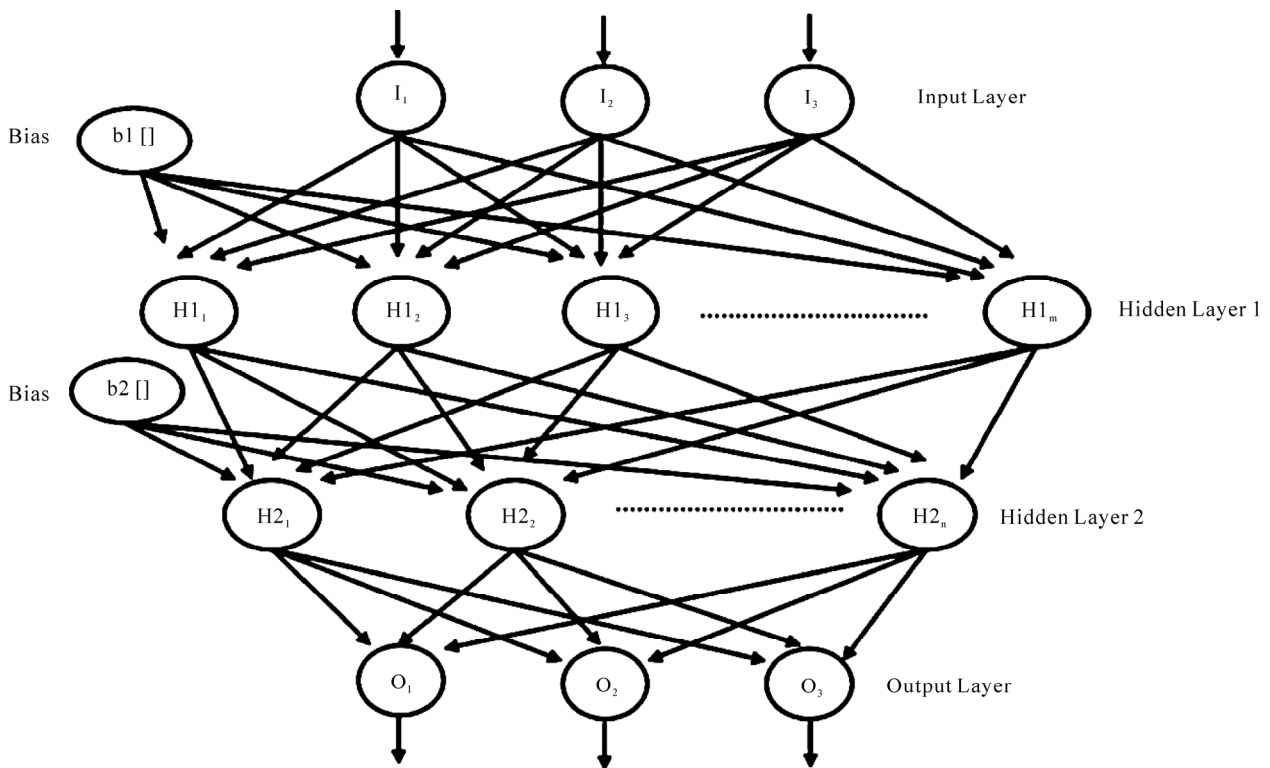 I₁ I₂ I₃ Input Layer
Bias b1 []
H1₁ H1₂ H1₃ H1ₘ Hidden Layer 1
Bias b2 []
H2₁ H2₂ H2ₙ Hidden Layer 2
O₁ O₂ O₃ Output Layer